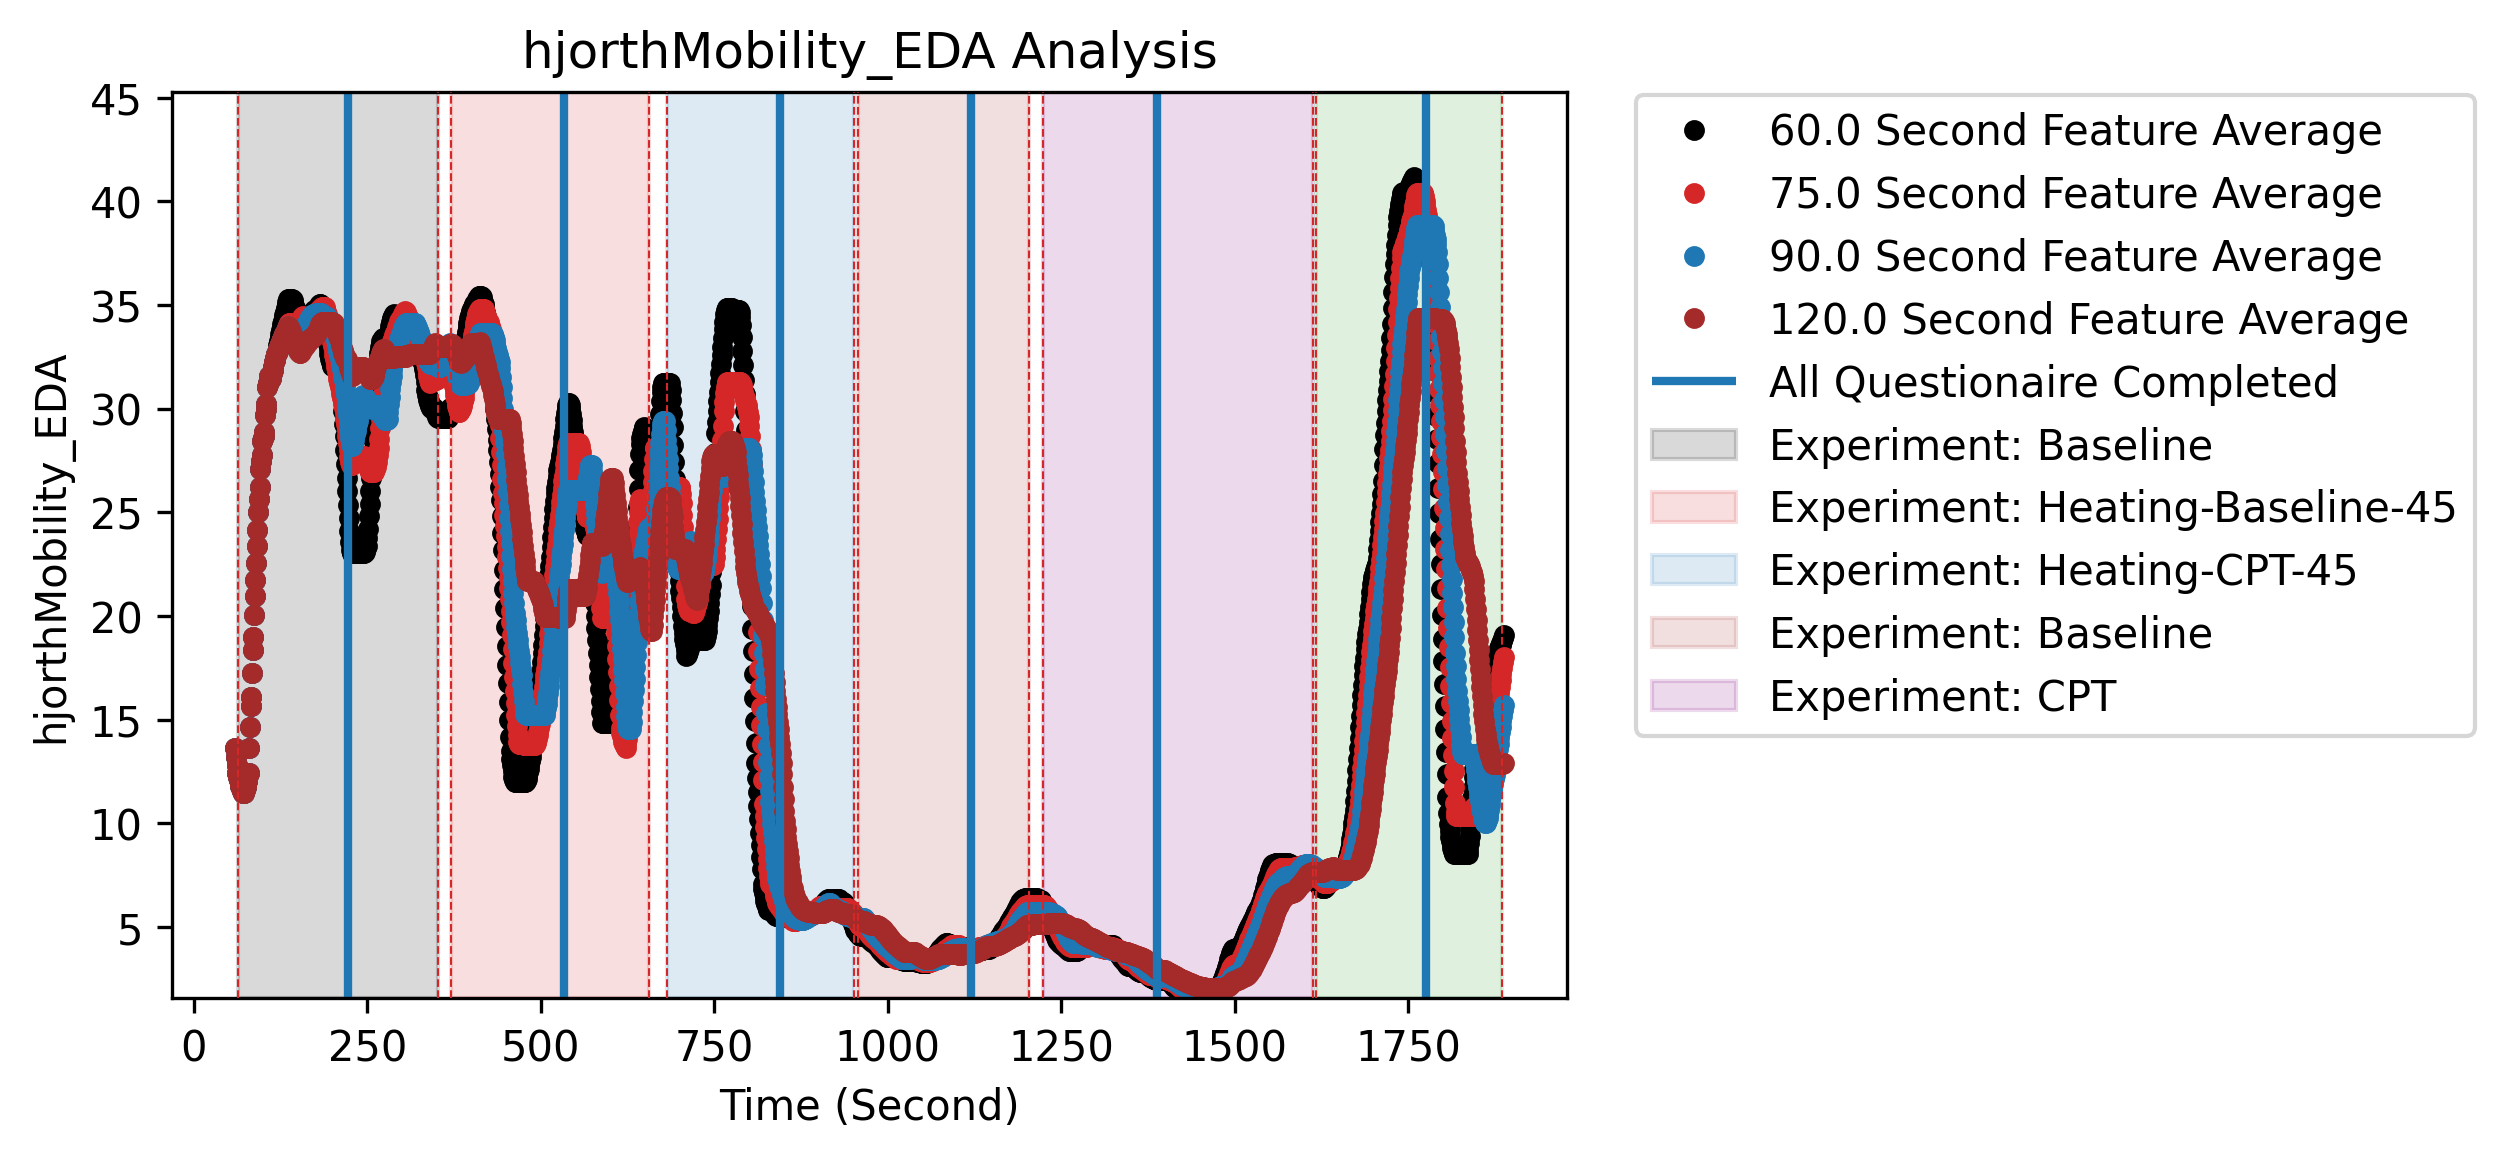 hjorthMobility_EDA Analysis
hjorthMobility_EDA
45
40
35
30
25
20
15
10
5
0 250 500 750 1000 1250 1500 1750
Time (Second)
60.0 Second Feature Average
75.0 Second Feature Average
90.0 Second Feature Average
120.0 Second Feature Average
All Questionaire Completed
Experiment: Baseline
Experiment: Heating-Baseline-45
Experiment: Heating-CPT-45
Experiment: Baseline
Experiment: CPT